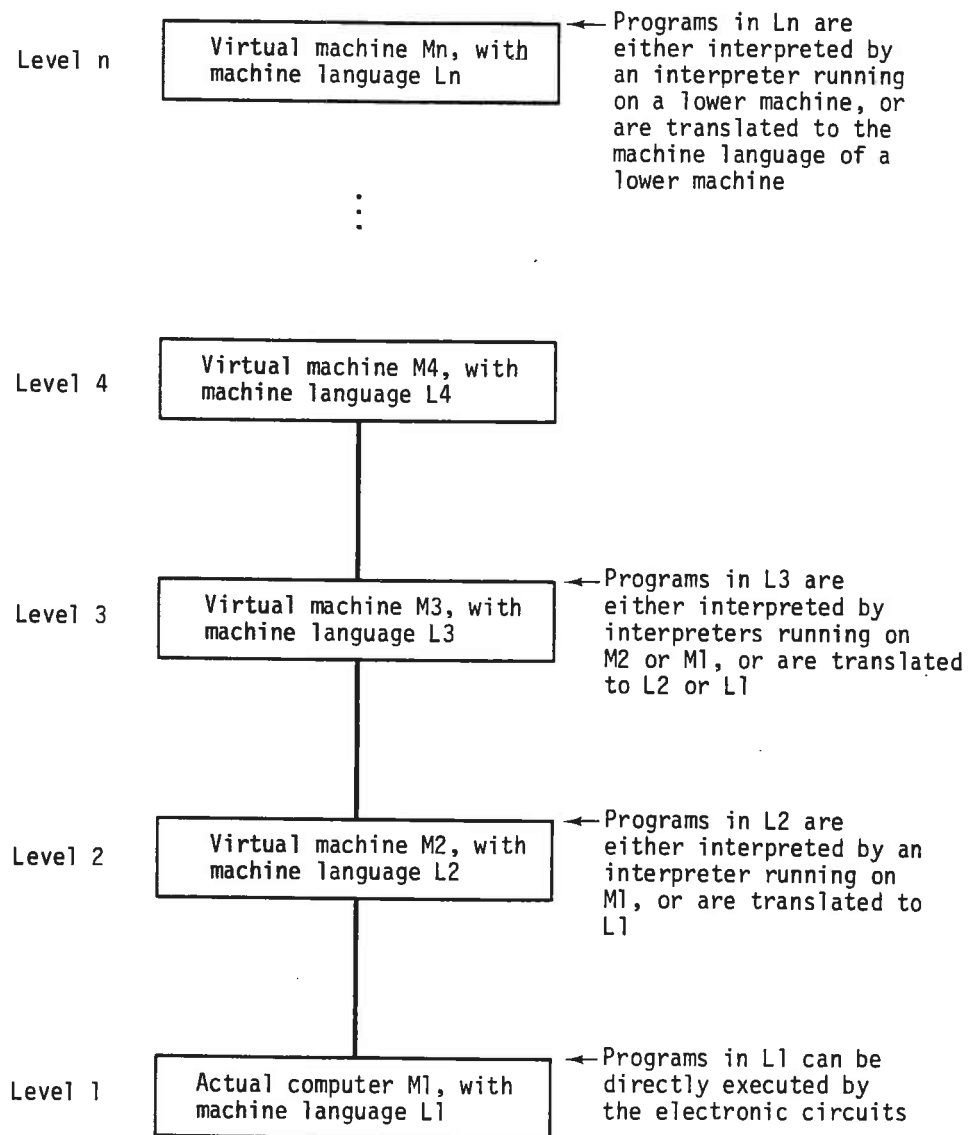 Level n
Virtual machine Mn, with
machine language Ln
Programs in Ln are
either interpreted by
an interpreter running
on a lower machine, or
are translated to the
machine language of a
lower machine
Level 4
Virtual machine M4, with
machine language L4
Level 3
Virtual machine M3, with
machine language L3
Programs in L3 are
either interpreted by
interpreters running on
M2 or M1, or are translated
to L2 or L1
Level 2
Virtual machine M2, with
machine language L2
Programs in L2 are
either interpreted by an
interpreter running on
M1, or are translated to
L1
Level 1
Actual computer M1, with
machine language L1
Programs in L1 can be
directly executed by
the electronic circuits